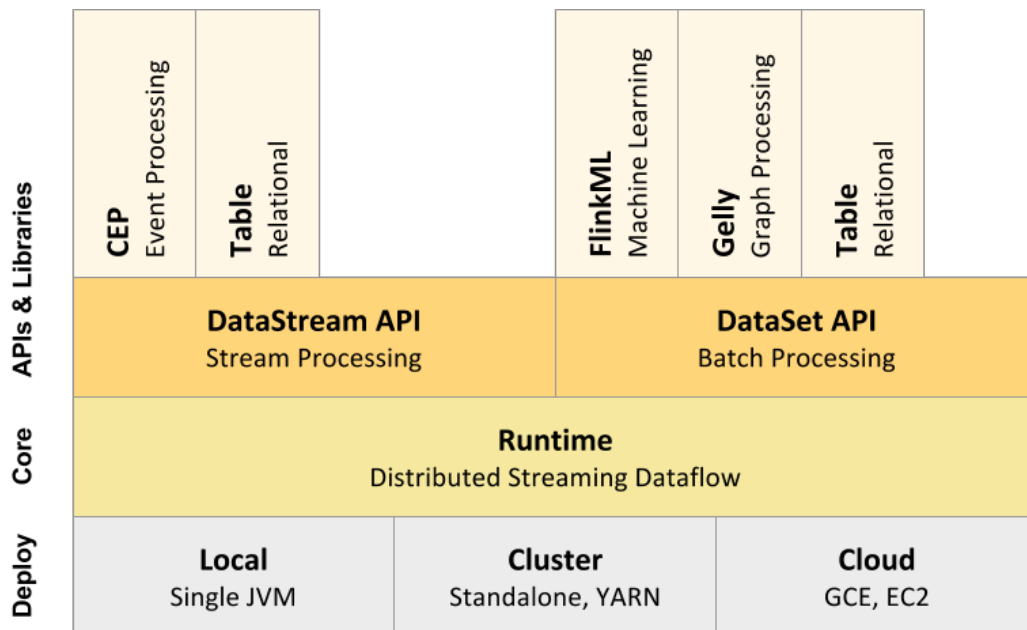 CEP
Event Processing
Table
Relational
FlinkML
Machine Learning
Gelly
Graph Processing
Table
Relational
APIs & Libraries
DataStream API
Stream Processing
DataSet API
Batch Processing
Core
Runtime
Distributed Streaming Dataflow
Deploy
Local
Single JVM
Cluster
Standalone, YARN
Cloud
GCE, EC2